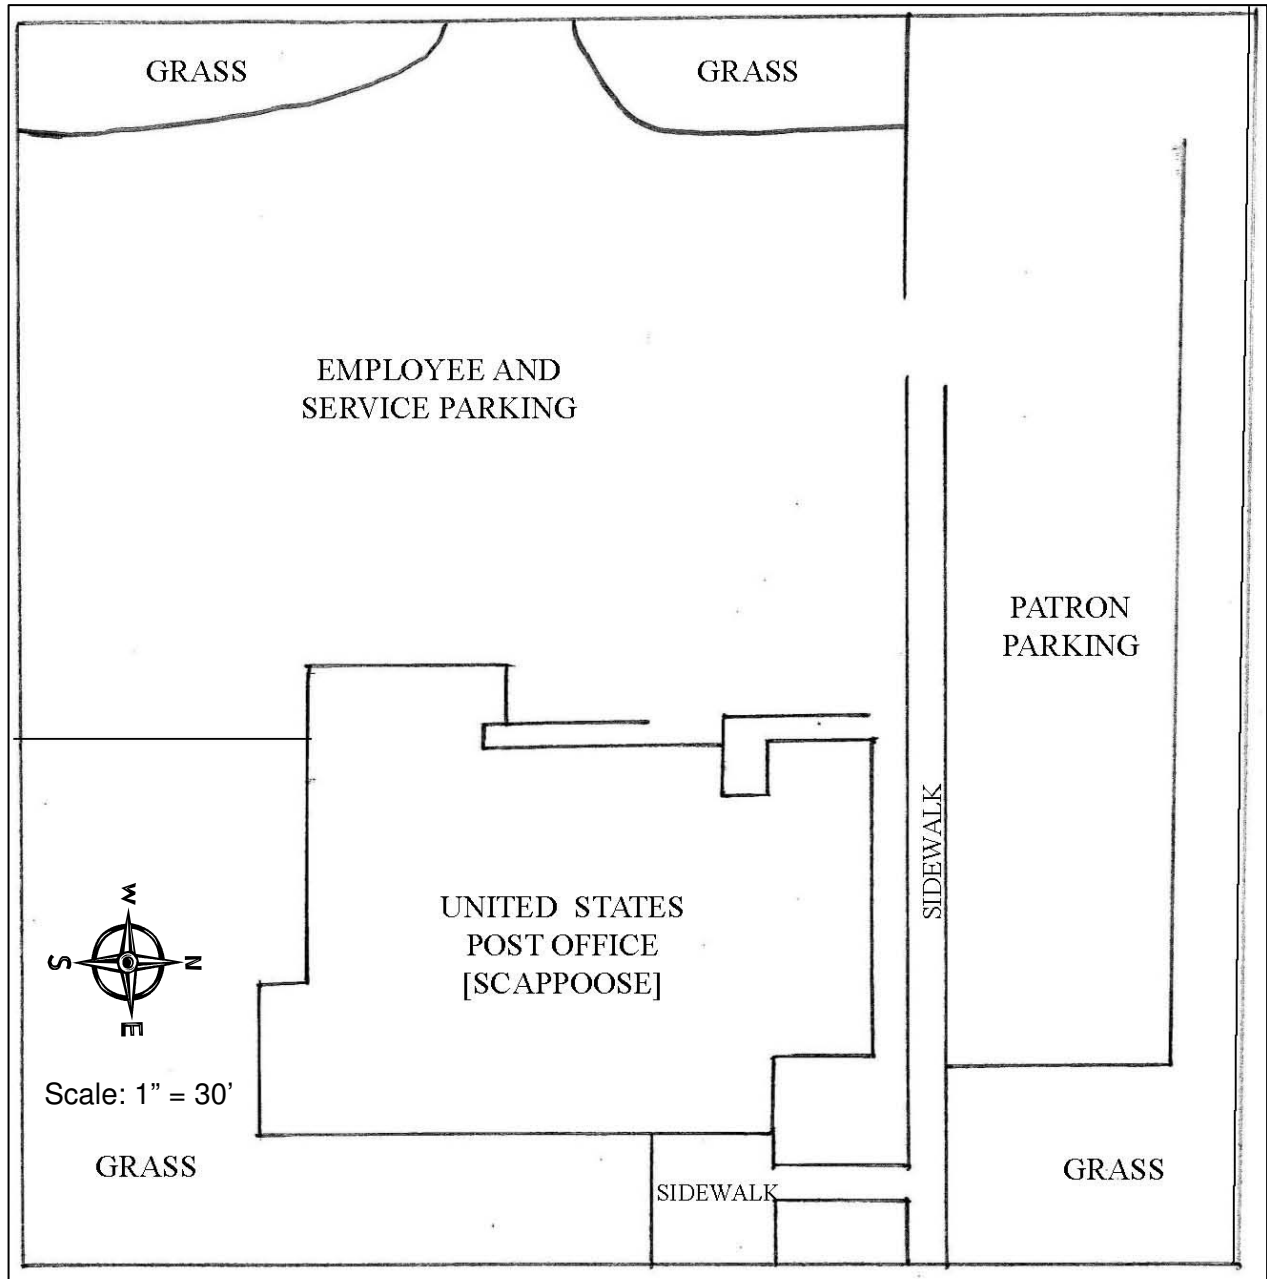 GRASS
GRASS
EMPLOYEE AND
SERVICE PARKING
PATRON
PARKING
SIDEWALK
UNITED STATES
POST OFFICE
[SCAPPOOSE]
W
S
N
E
Scale: 1” = 30’
GRASS
SIDEWALK
GRASS